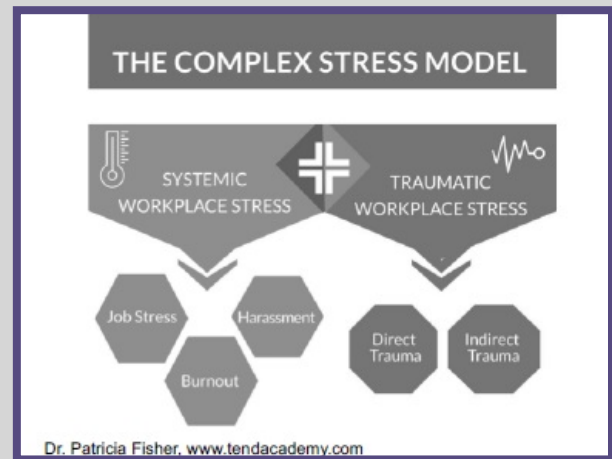 THE COMPLEX STRESS MODEL
SYSTEMIC
WORKPLACE STRESS
TRAUMATIC
WORKPLACE STRESS
Job Stress
Harassment
Burnout
Direct
Trauma
Indirect
Trauma
Dr. Patricia Fisher, www.tendacademy.com